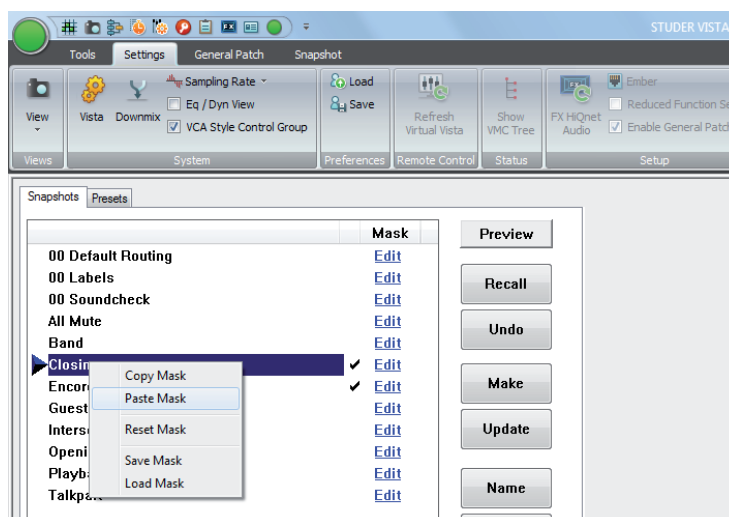 FX
STUDER VISTA
Tools Settings General Patch Snapshot
View
Views
Vista Downmix
Sampling Rate
Eq / Dyn View
VCA Style Control Group
System
Load
Save
Preferences
Refresh
Virtual Vista
Remote Control
Show
VMC Tree
Status
FX HiQnet
Audio
Ember
Reduced Function Se
Enable General Patc
Setup
Snapshots Presets
Mask
00 Default Routing Edit
00 Labels Edit
00 Soundcheck Edit
All Mute Edit
Band Edit
Closin Edit
Encor Edit
Guest Edit
Inters Edit
Openi Edit
Playb Edit
Talkpa Edit
Copy Mask
Paste Mask
Reset Mask
Save Mask
Load Mask
Preview
Recall
Undo
Make
Update
Name